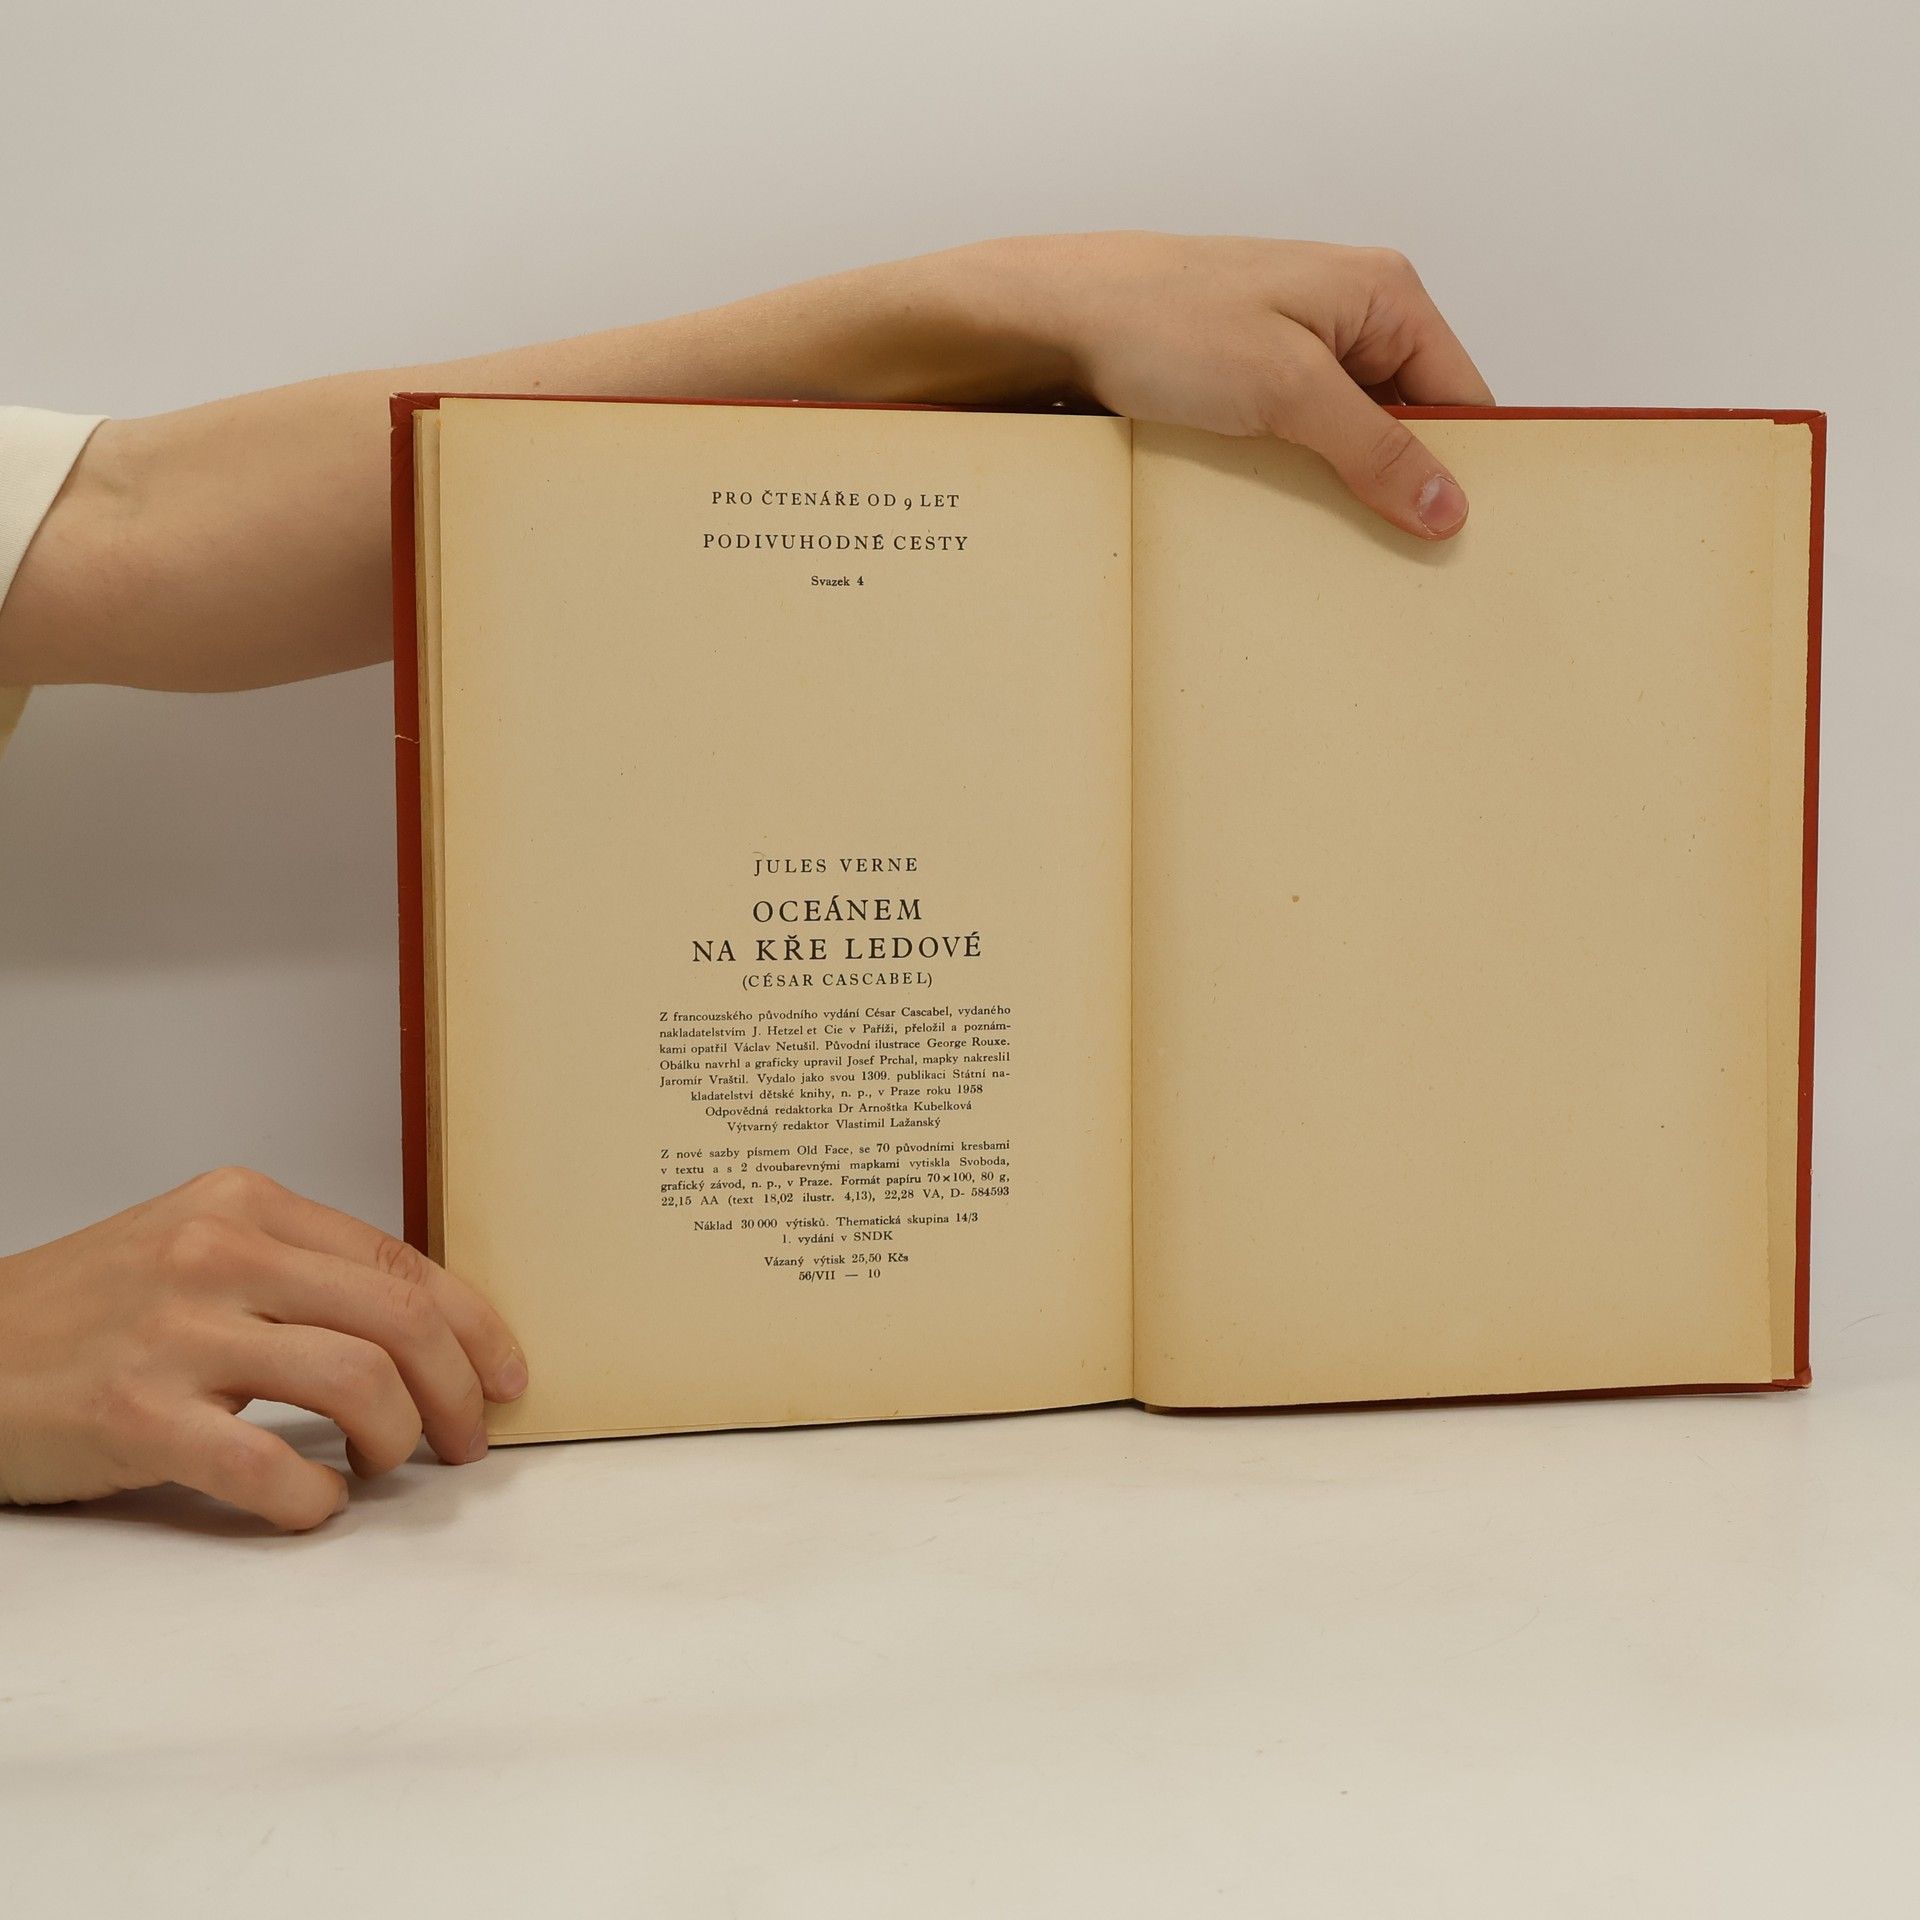 PRO ČTENÁŘE OD 9 LET
PODIVUHODNÉ CESTY
Svazek 4
JULES VERNE
OCEÁNEM
NA KŘE LEDOVÉ
(CÉSAR CASCABEL)
Z francouzského původního vydání César Cascabel, vydaného
nakladatelstvím J. Hetzel et Cie v Paříži, přeložil a poznám-
kami opatřil Václav Netušil. Původní ilustrace George Rouxe.
Obálku navrhl a graficky upravil Josef Prchal, mapky nakreslil
Jaromír Vraštil. Vydalo jako svou 1309. publikaci Státní na-
kladatelství dětské knihy, n. p., v Praze roku 1958
Odpovědná redaktorka Dr Arnoštka Kubelková
Výtvarný redaktor Vlastimil Lažanský
Z nové sazby písmem Old Face, se 70 původními kresbami
v textu a s 2 dvoubarevnými mapkami vytiskla Svoboda,
grafický závod, n. p., v Praze. Formát papíru 70×100, 80 g,
22,15 AA (text 18,02 ilustr. 4,13), 22,28 VA, D- 584593
Náklad 30 000 výtisků. Thematická skupina 14/3
1. vydání v SNDK
Vázaný výtisk 25,50 Kčs
56/VII — 10